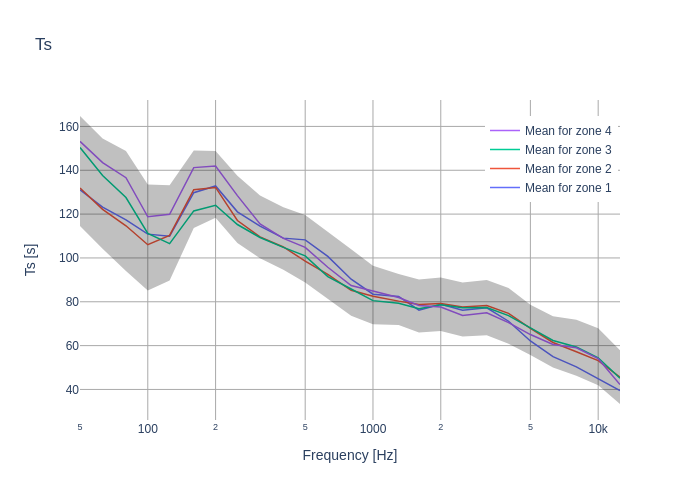 Ts
Mean for zone 4
Mean for zone 3
Mean for zone 2
Mean for zone 1
160
140
120
100
80
60
40
Ts [s]
5 100 2 5 1000 2 5 10k
Frequency [Hz]